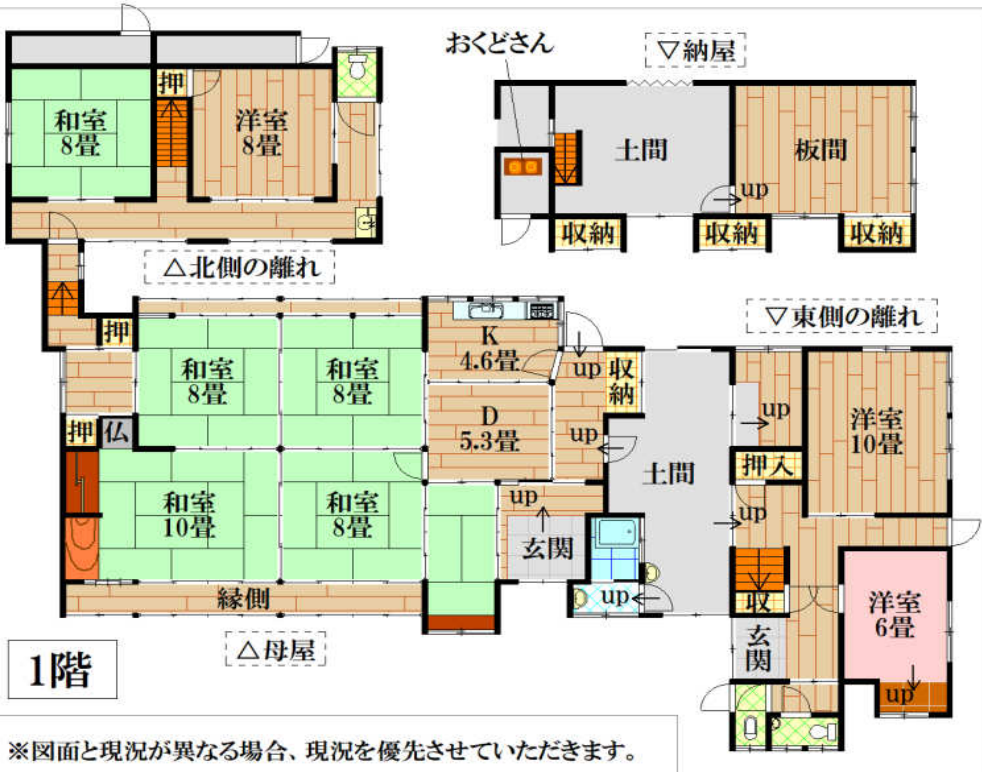 おくどさん
▽納屋
押
和室
8畳
洋室
8畳
土間
板間
up
収納
収納
収納
△北側の離れ
▽東側の離れ
押
和室
8畳
和室
8畳
K
4.6畳
up
収納
D
5.3畳
up
up
洋室
10畳
押
仏
和室
10畳
和室
8畳
up
玄関
土間
押入
up
縁側
up
収
玄関
洋室
6畳
up
△母屋
1階
※図面と現況が異なる場合、現況を優先させていただきます。